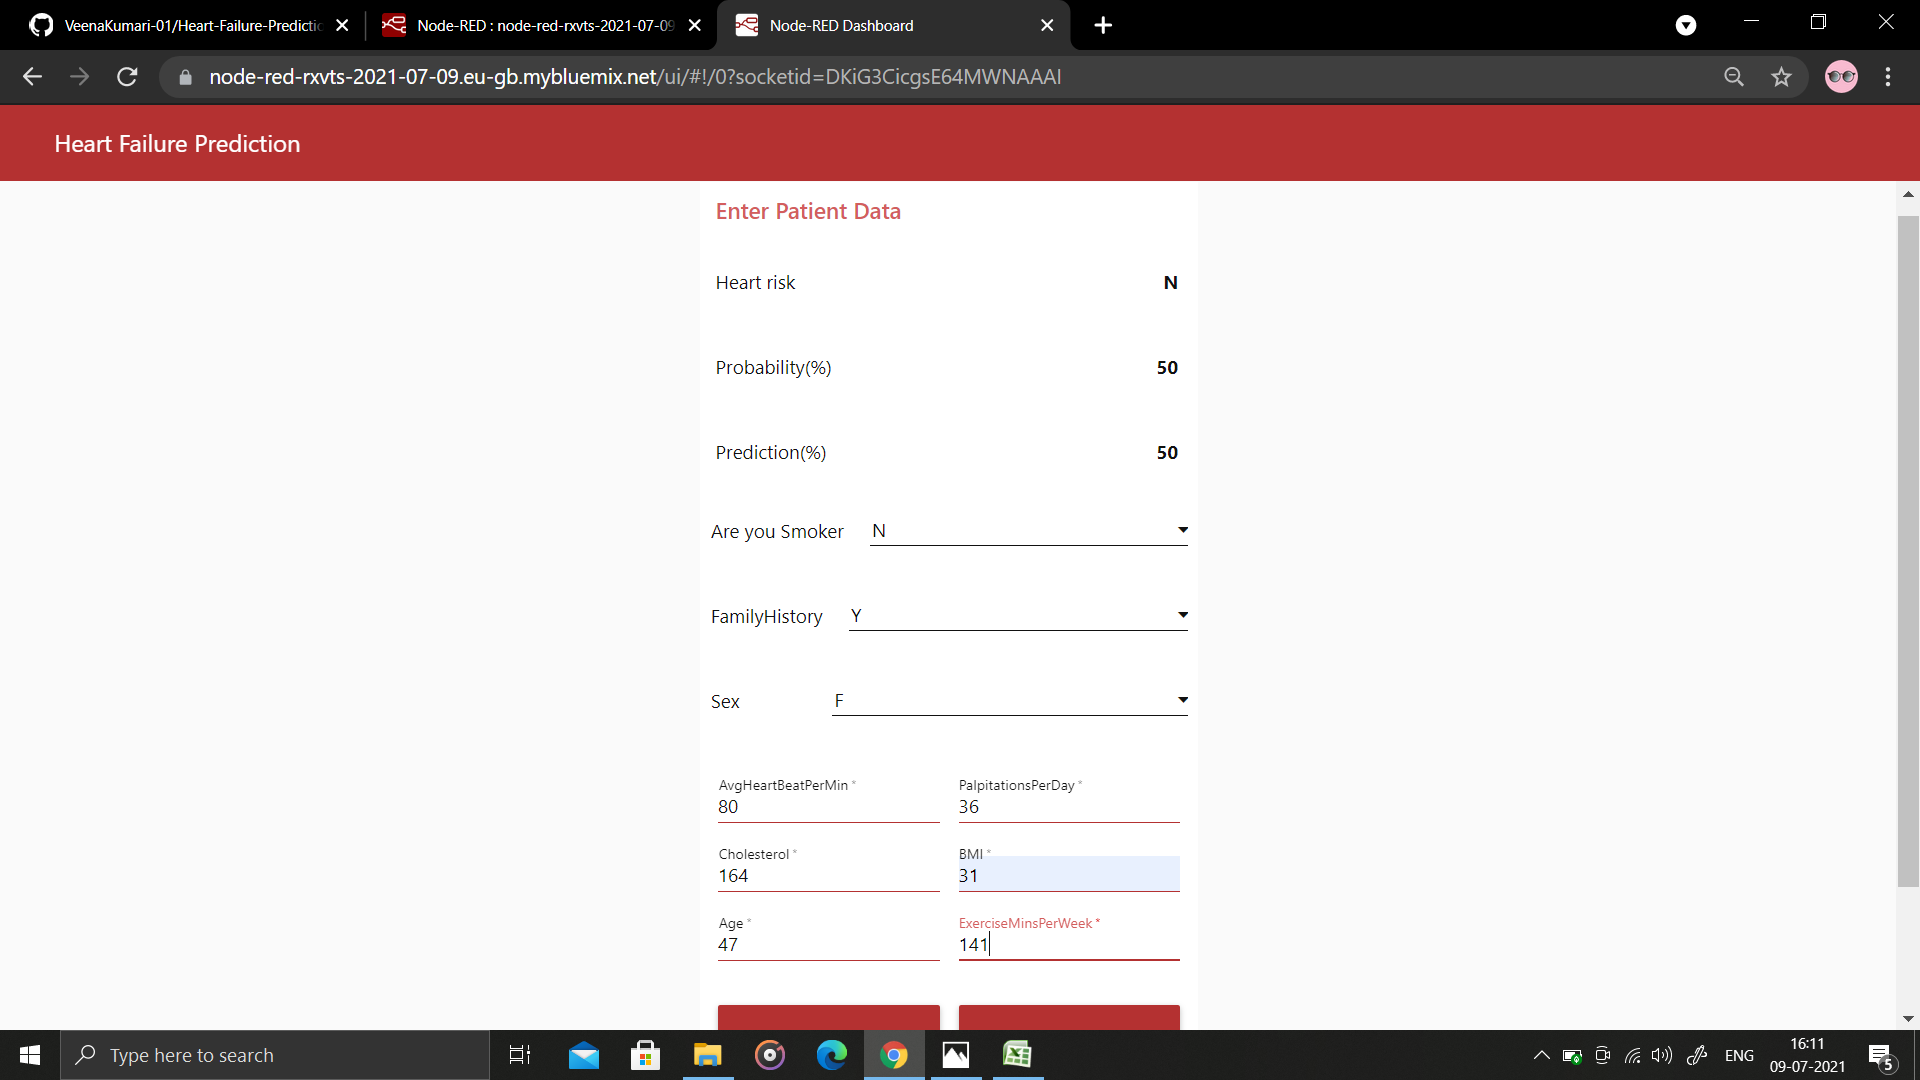 VeenaKumari-01/Heart-Failure-Predictic
Node-RED : node-red-rxvts-2021-07-09
Node-RED Dashboard
node-red-rxvts-2021-07-09.eu-gb.mybluemix.net/ui/#!/0?socketid=DKiG3CicgsE64MWNAAAI
Heart Failure Prediction
Enter Patient Data
Heart risk N
Probability(%) 50
Prediction(%) 50
Are you Smoker N
FamilyHistory Y
Sex F
AvgHeartBeatPerMin * PalpitationsPerDay *
80 36
Cholesterol * BMI *
164 31
Age * ExerciseMinsPerWeek *
47 141
Type here to search
ENG
16:11
09-07-2021
5